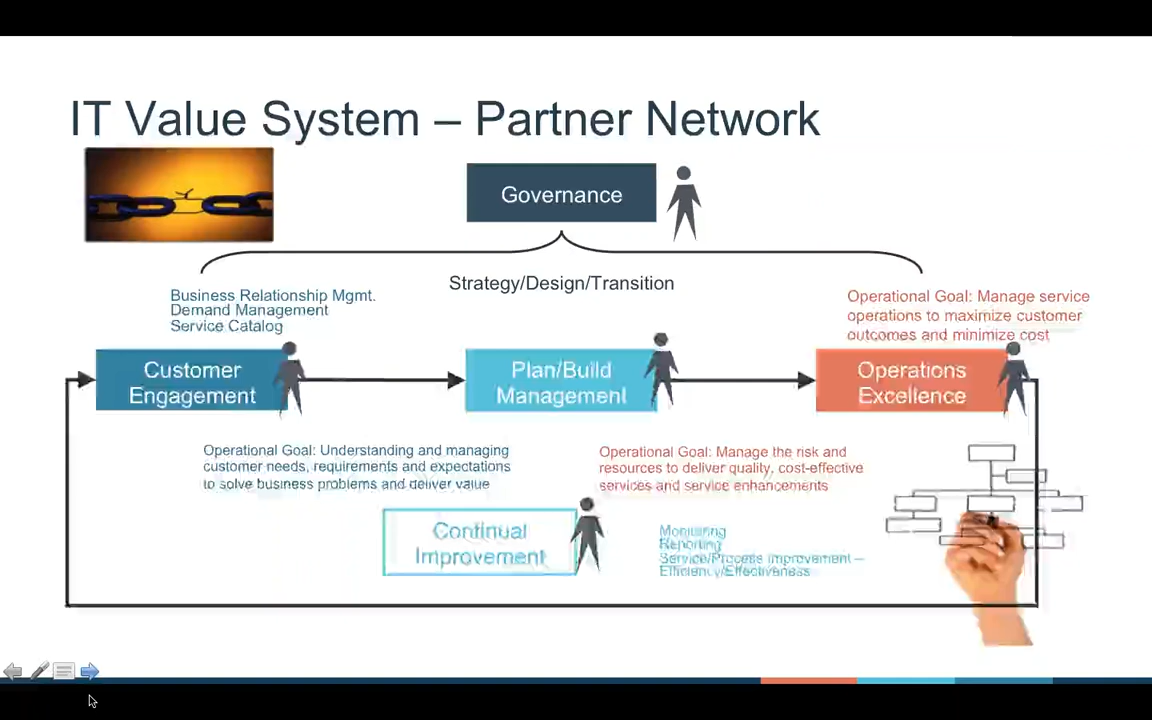 IT Value System – Partner Network
Governance
Strategy/Design/Transition
Business Relationship Mgmt.
Demand Management
Service Catalog
Operational Goal: Manage service
operations to maximize customer
outcomes and minimize cost
Customer
Engagement
Plan/Build
Management
Operations
Excellence
Operational Goal: Understanding and managing
customer needs, requirements and expectations
to solve business problems and deliver value
Operational Goal: Manage the risk and
resources to deliver quality, cost-effective
services and service enhancements
Continual
Improvement
Monitoring
Reporting
Service/Process Improvement –
Efficiency/Effectiveness